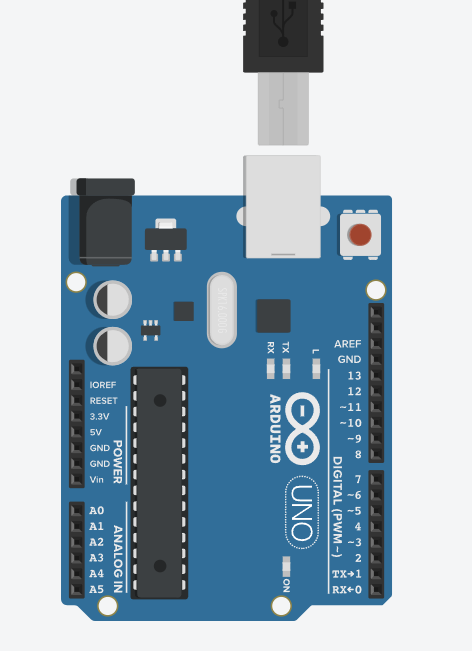 RX
TX
L
AREF
GND
13
12
~11
~10
~9
8
7
~6
~5
4
~3
2
TX→1
RX←0
DIGITAL (PWM ~)
ARDUINO
UNO
ON
IOREF
RESET
3.3V
5V
GND
GND
Vin
POWER
A0
A1
A2
A3
A4
A5
ANALOG IN